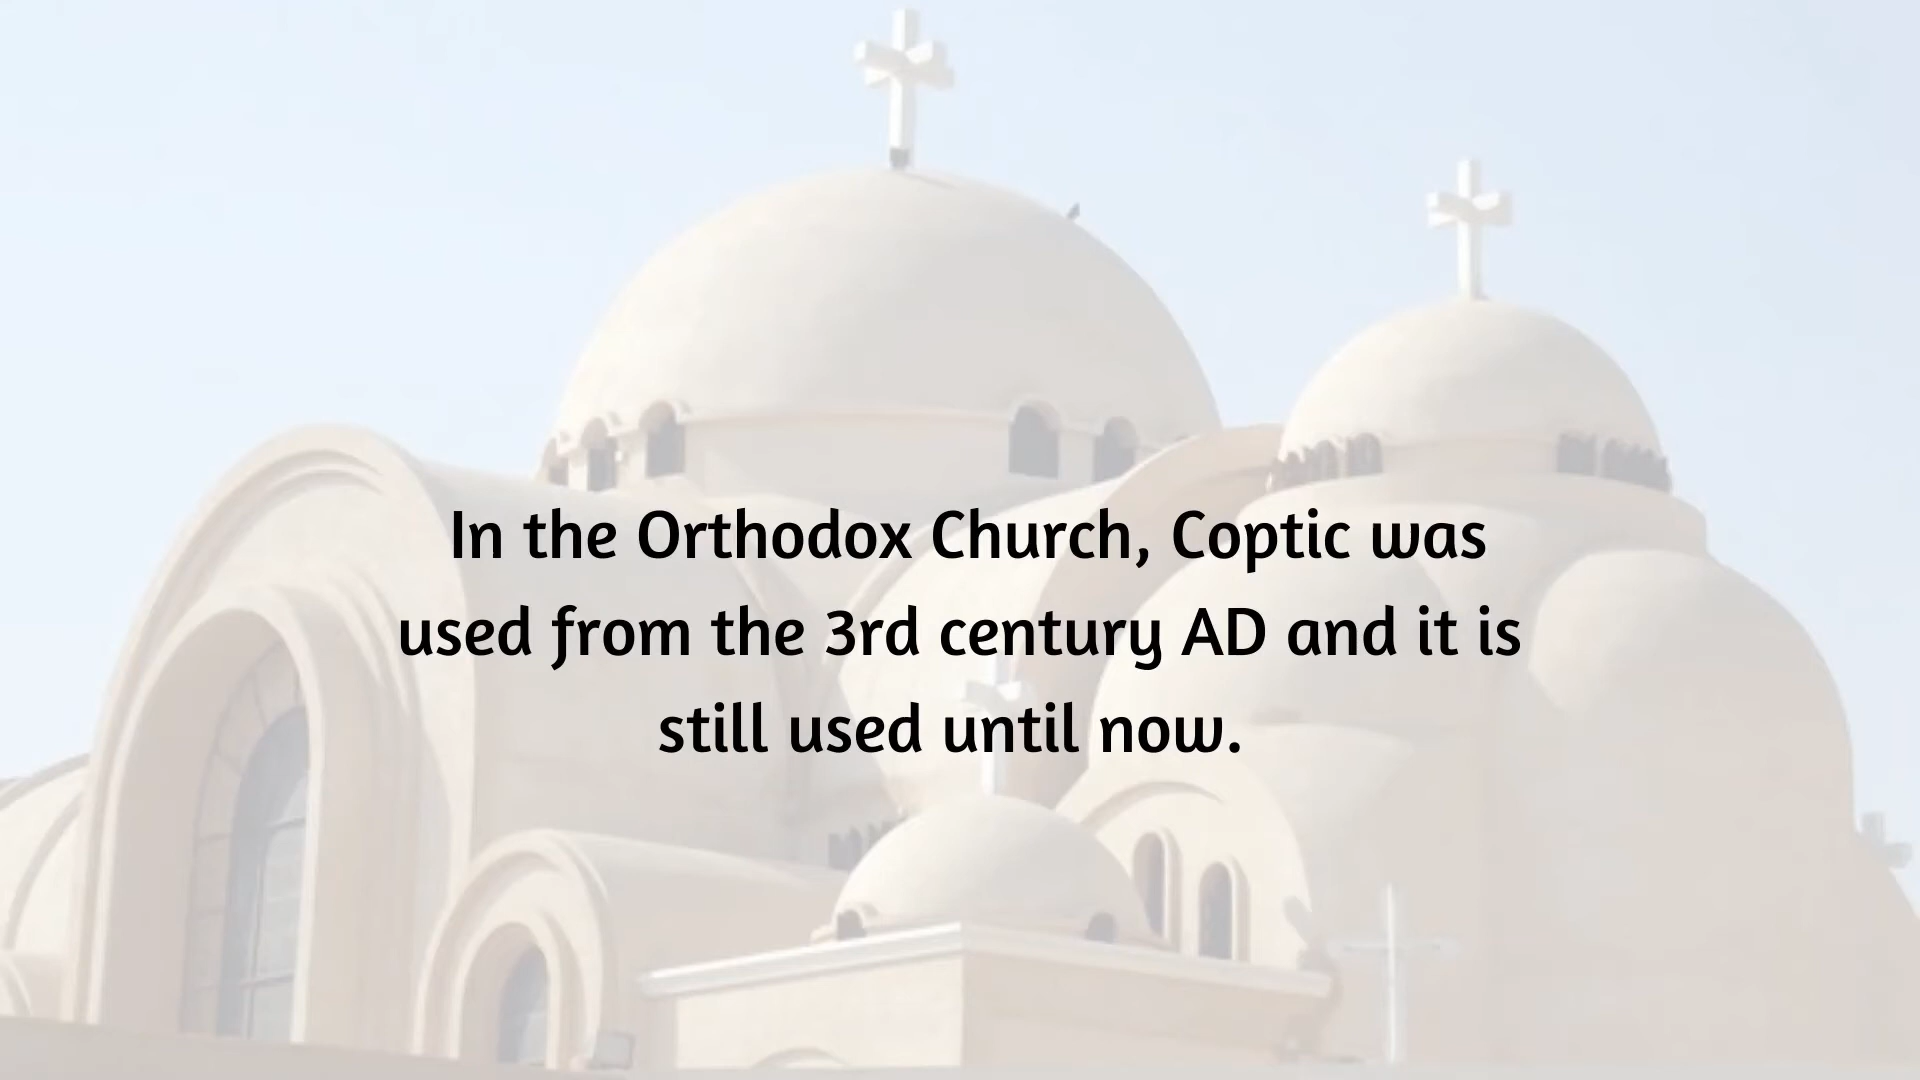 In the Orthodox Church, Coptic was
used from the 3rd century AD and it is
still used until now.